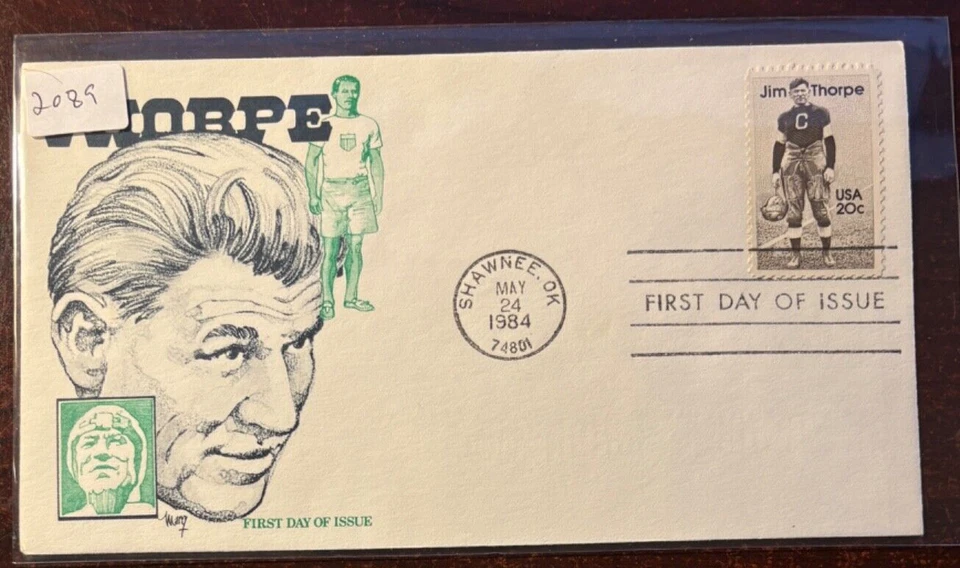 2089
THORPE
Jim Thorpe
C
USA
20c
SHAWNEE, OK
MAY
24
1984
74801
FIRST DAY OF ISSUE
FIRST DAY OF ISSUE